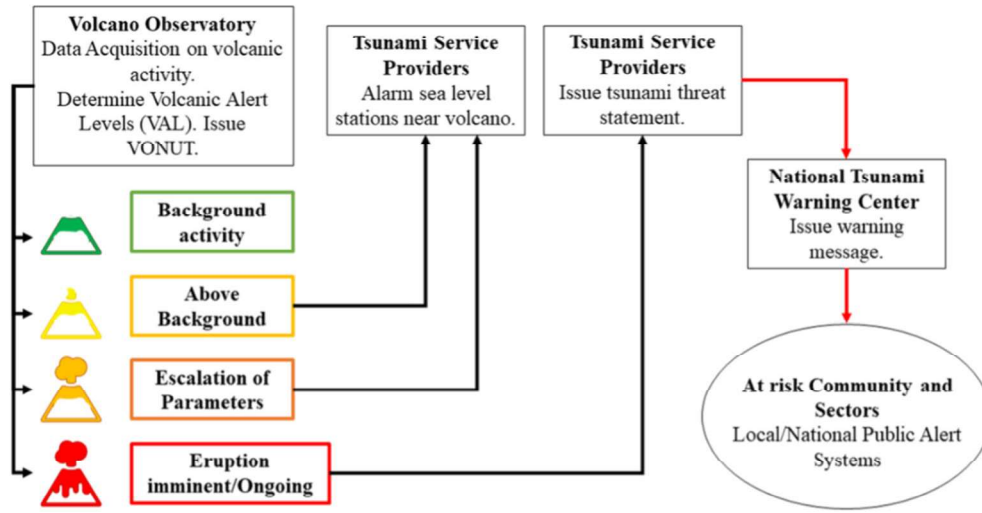 Volcano Observatory
Data Acquisition on volcanic
activity.
Determine Volcanic Alert
Levels (VAL). Issue
VONUT.
Tsunami Service
Providers
Alarm sea level
stations near volcano.
Tsunami Service
Providers
Issue tsunami threat
statement.
National Tsunami
Warning Center
Issue warning
message.
Background
activity
Above
Background
Escalation of
Parameters
Eruption
imminent/Ongoing
At risk Community and
Sectors
Local/National Public Alert
Systems